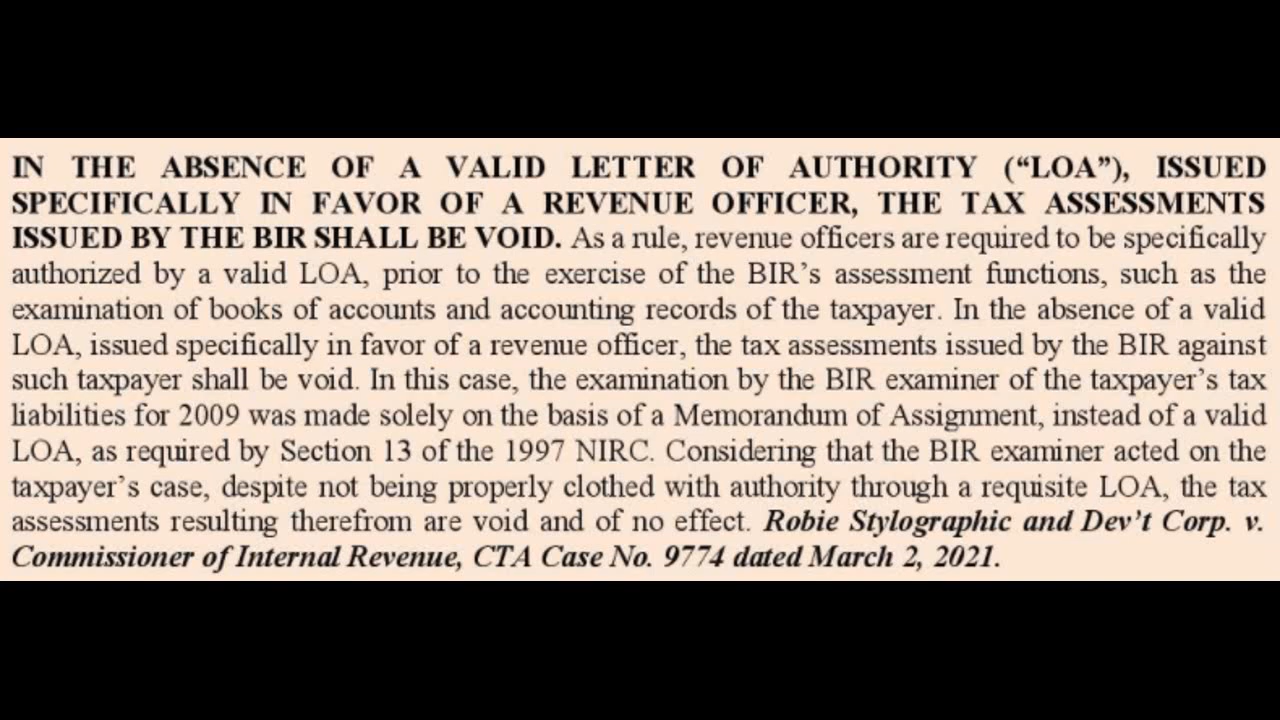 IN THE ABSENCE OF A VALID LETTER OF AUTHORITY (“LOA”), ISSUED
SPECIFICALLY IN FAVOR OF A REVENUE OFFICER, THE TAX ASSESSMENTS
ISSUED BY THE BIR SHALL BE VOID. As a rule, revenue officers are required to be specifically
authorized by a valid LOA, prior to the exercise of the BIR’s assessment functions, such as the
examination of books of accounts and accounting records of the taxpayer. In the absence of a valid
LOA, issued specifically in favor of a revenue officer, the tax assessments issued by the BIR against
such taxpayer shall be void. In this case, the examination by the BIR examiner of the taxpayer’s tax
liabilities for 2009 was made solely on the basis of a Memorandum of Assignment, instead of a valid
LOA, as required by Section 13 of the 1997 NIRC. Considering that the BIR examiner acted on the
taxpayer’s case, despite not being properly clothed with authority through a requisite LOA, the tax
assessments resulting therefrom are void and of no effect. Robie Stylographic and Dev’t Corp. v.
Commissioner of Internal Revenue, CTA Case No. 9774 dated March 2, 2021.